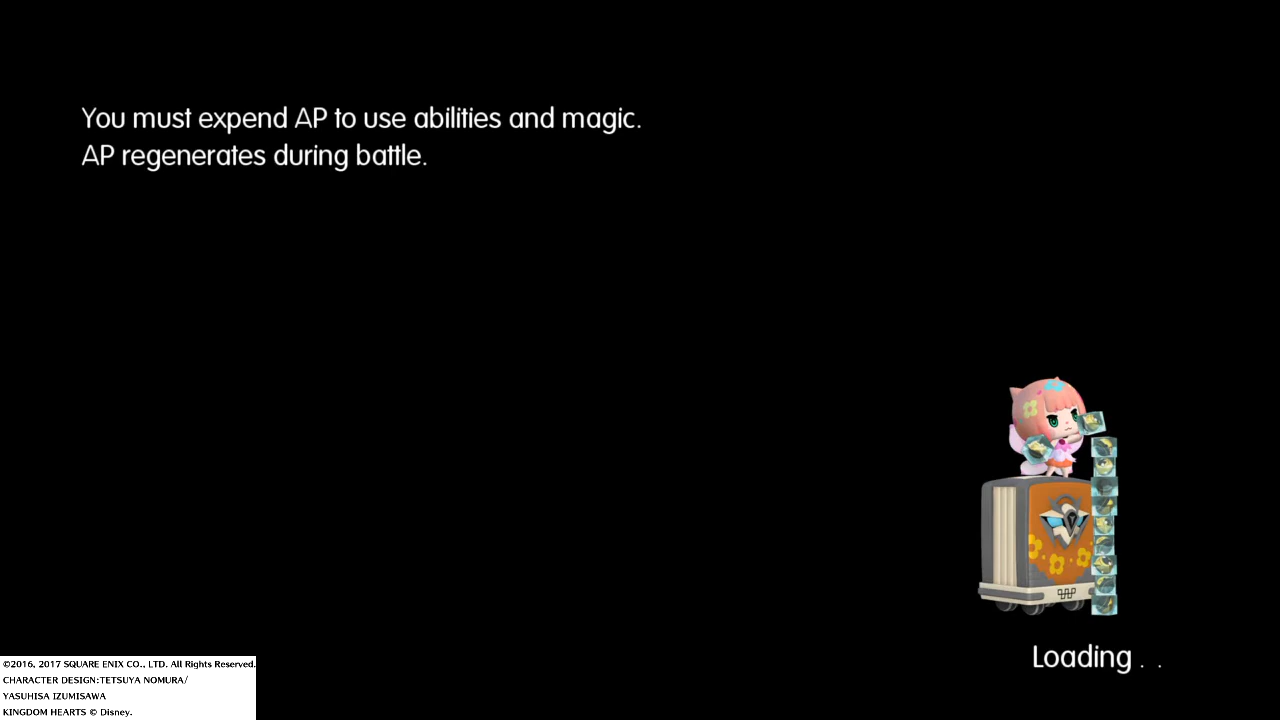 You must expend AP to use abilities and magic.
AP regenerates during battle.
Loading . .
©2016, 2017 SQUARE ENIX CO., LTD. All Rights Reserved.
CHARACTER DESIGN:TETSUYA NOMURA/
YASUHISA IZUMISAWA
KINGDOM HEARTS © Disney.